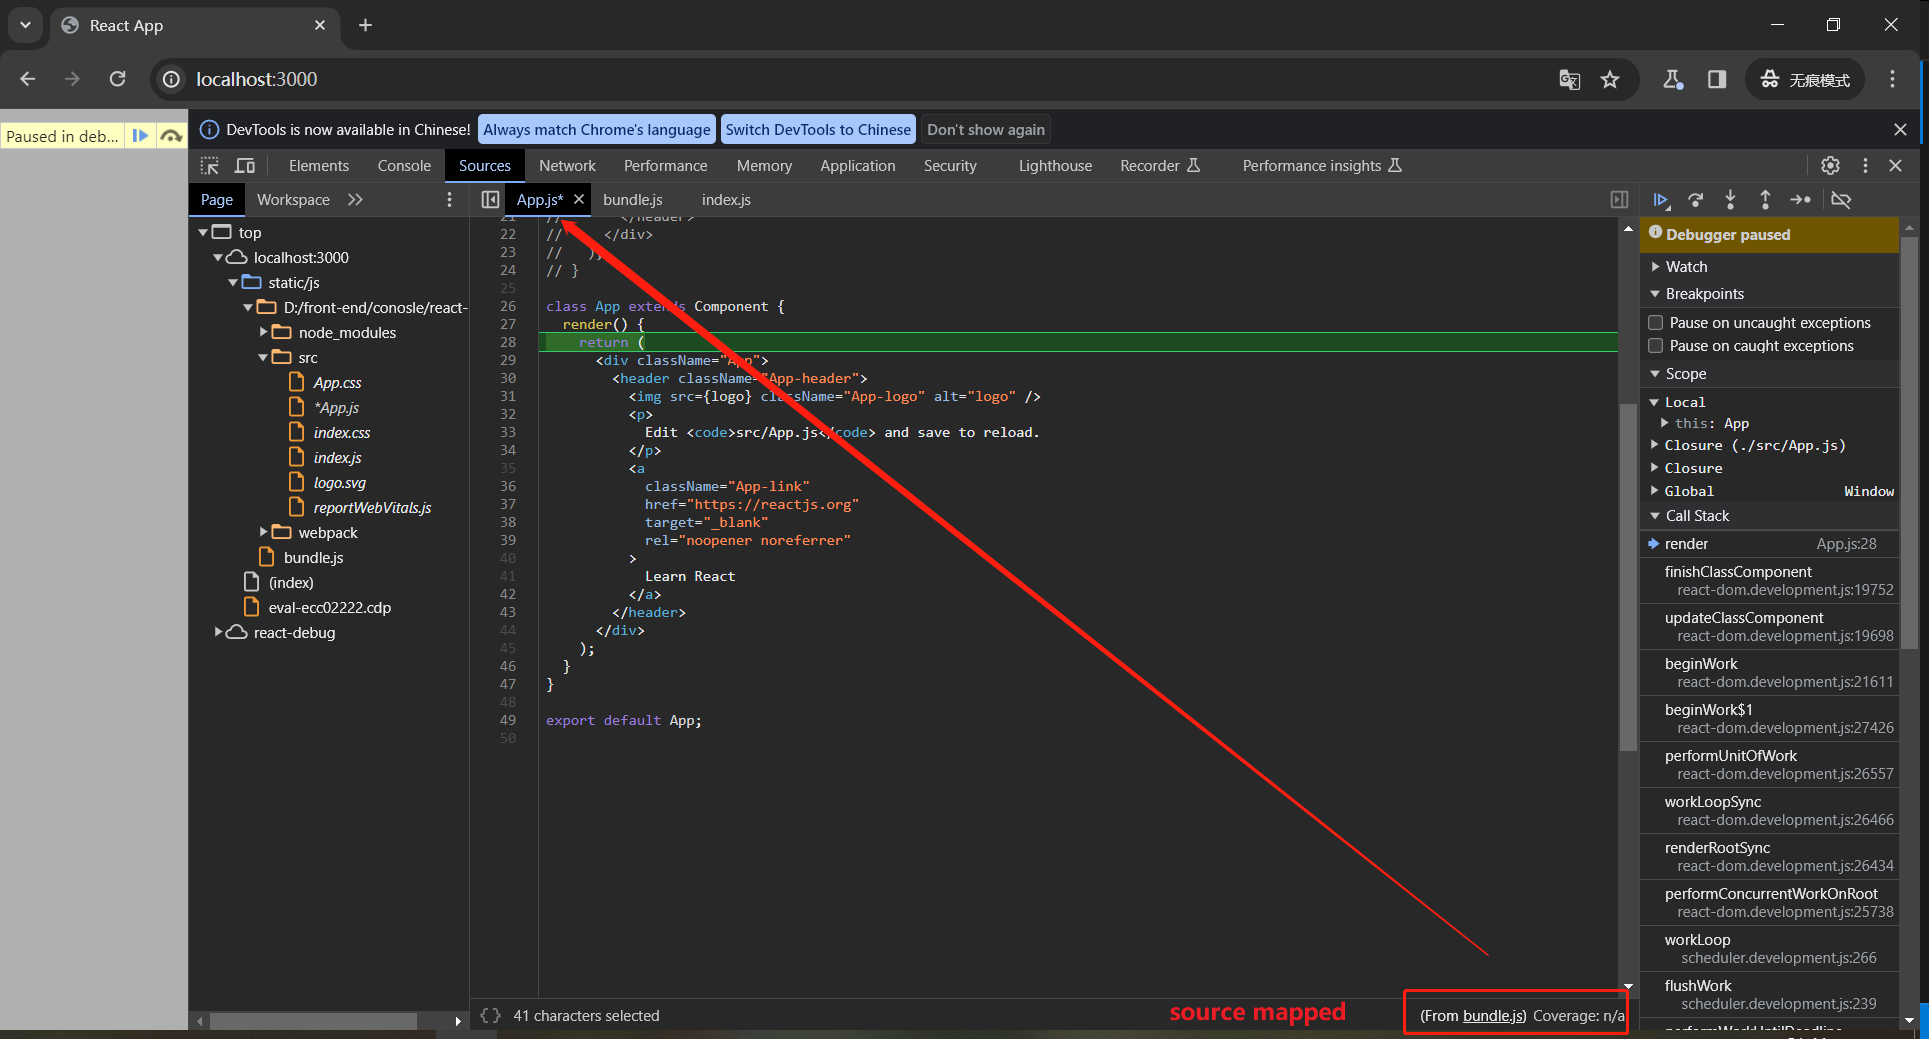 React App
localhost:3000
无痕模式
Paused in deb...
DevTools is now available in Chinese!
Always match Chrome's language
Switch DevTools to Chinese
Don't show again
Elements Console Sources Network Performance Memory Application Security Lighthouse Recorder Performance insights
Page Workspace
top
localhost:3000
static/js
D:/front-end/conosle/react-
node_modules
src
App.css
*App.js
index.css
index.js
logo.svg
reportWebVitals.js
webpack
bundle.js
(index)
eval-ecc02222.cdp
react-debug
App.js* bundle.js index.js
21 // </header>
22 // </div>
23 // );
24 // }
25
26 class App extends Component {
27 render() {
28 return (
29 <div className="App">
30 <header className="App-header">
31 <img src={logo} className="App-logo" alt="logo" />
32 <p>
33 Edit <code>src/App.js</code> and save to reload.
34 </p>
35 <a
36 className="App-link"
37 href="https://reactjs.org"
38 target="_blank"
39 rel="noopener noreferrer"
40 >
41 Learn React
42 </a>
43 </header>
44 </div>
45 );
46 }
47 }
48
49 export default App;
50
{} 41 characters selected
source mapped
(From bundle.js) Coverage: n/a
Debugger paused
Watch
Breakpoints
Pause on uncaught exceptions
Pause on caught exceptions
Scope
Local
this: App
Closure (./src/App.js)
Closure
Global Window
Call Stack
render App.js:28
finishClassComponent
react-dom.development.js:19752
updateClassComponent
react-dom.development.js:19698
beginWork
react-dom.development.js:21611
beginWork$1
react-dom.development.js:27426
performUnitOfWork
react-dom.development.js:26557
workLoopSync
react-dom.development.js:26466
renderRootSync
react-dom.development.js:26434
performConcurrentWorkOnRoot
react-dom.development.js:25738
workLoop
scheduler.development.js:266
flushWork
scheduler.development.js:239